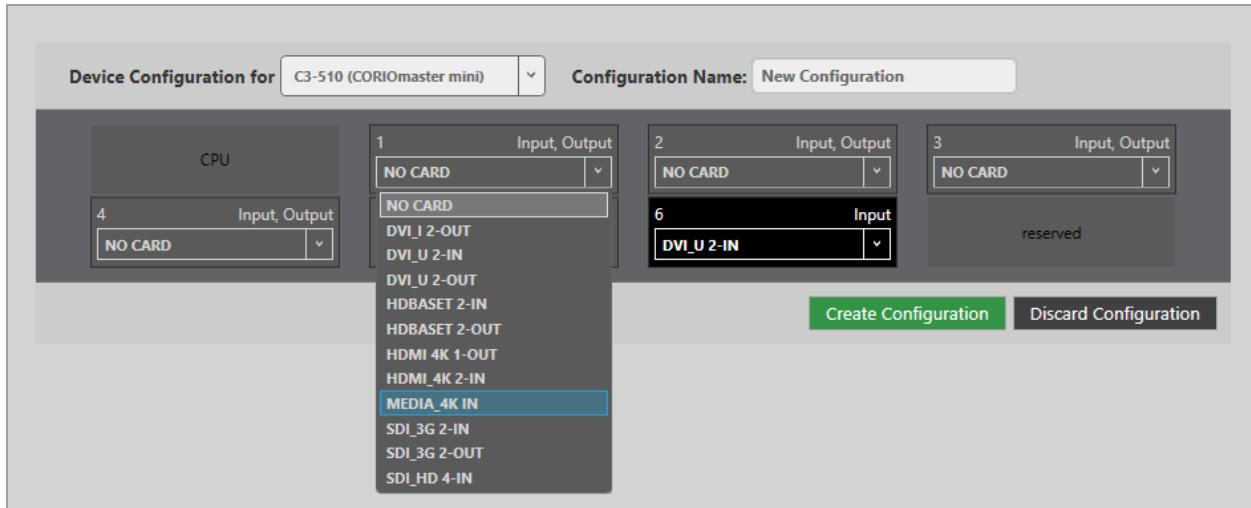 Device Configuration for C3-510 (CORIOmaster mini) Configuration Name: New Configuration
CPU
1 Input, Output
NO CARD
2 Input, Output
NO CARD
3 Input, Output
NO CARD
4 Input, Output
NO CARD
NO CARD
DVI_I 2-OUT
DVI_U 2-IN
DVI_U 2-OUT
HDBASET 2-IN
HDBASET 2-OUT
HDMI 4K 1-OUT
HDMI_4K 2-IN
MEDIA_4K IN
SDI_3G 2-IN
SDI_3G 2-OUT
SDI_HD 4-IN
6 Input
DVI_U 2-IN
reserved
Create Configuration Discard Configuration